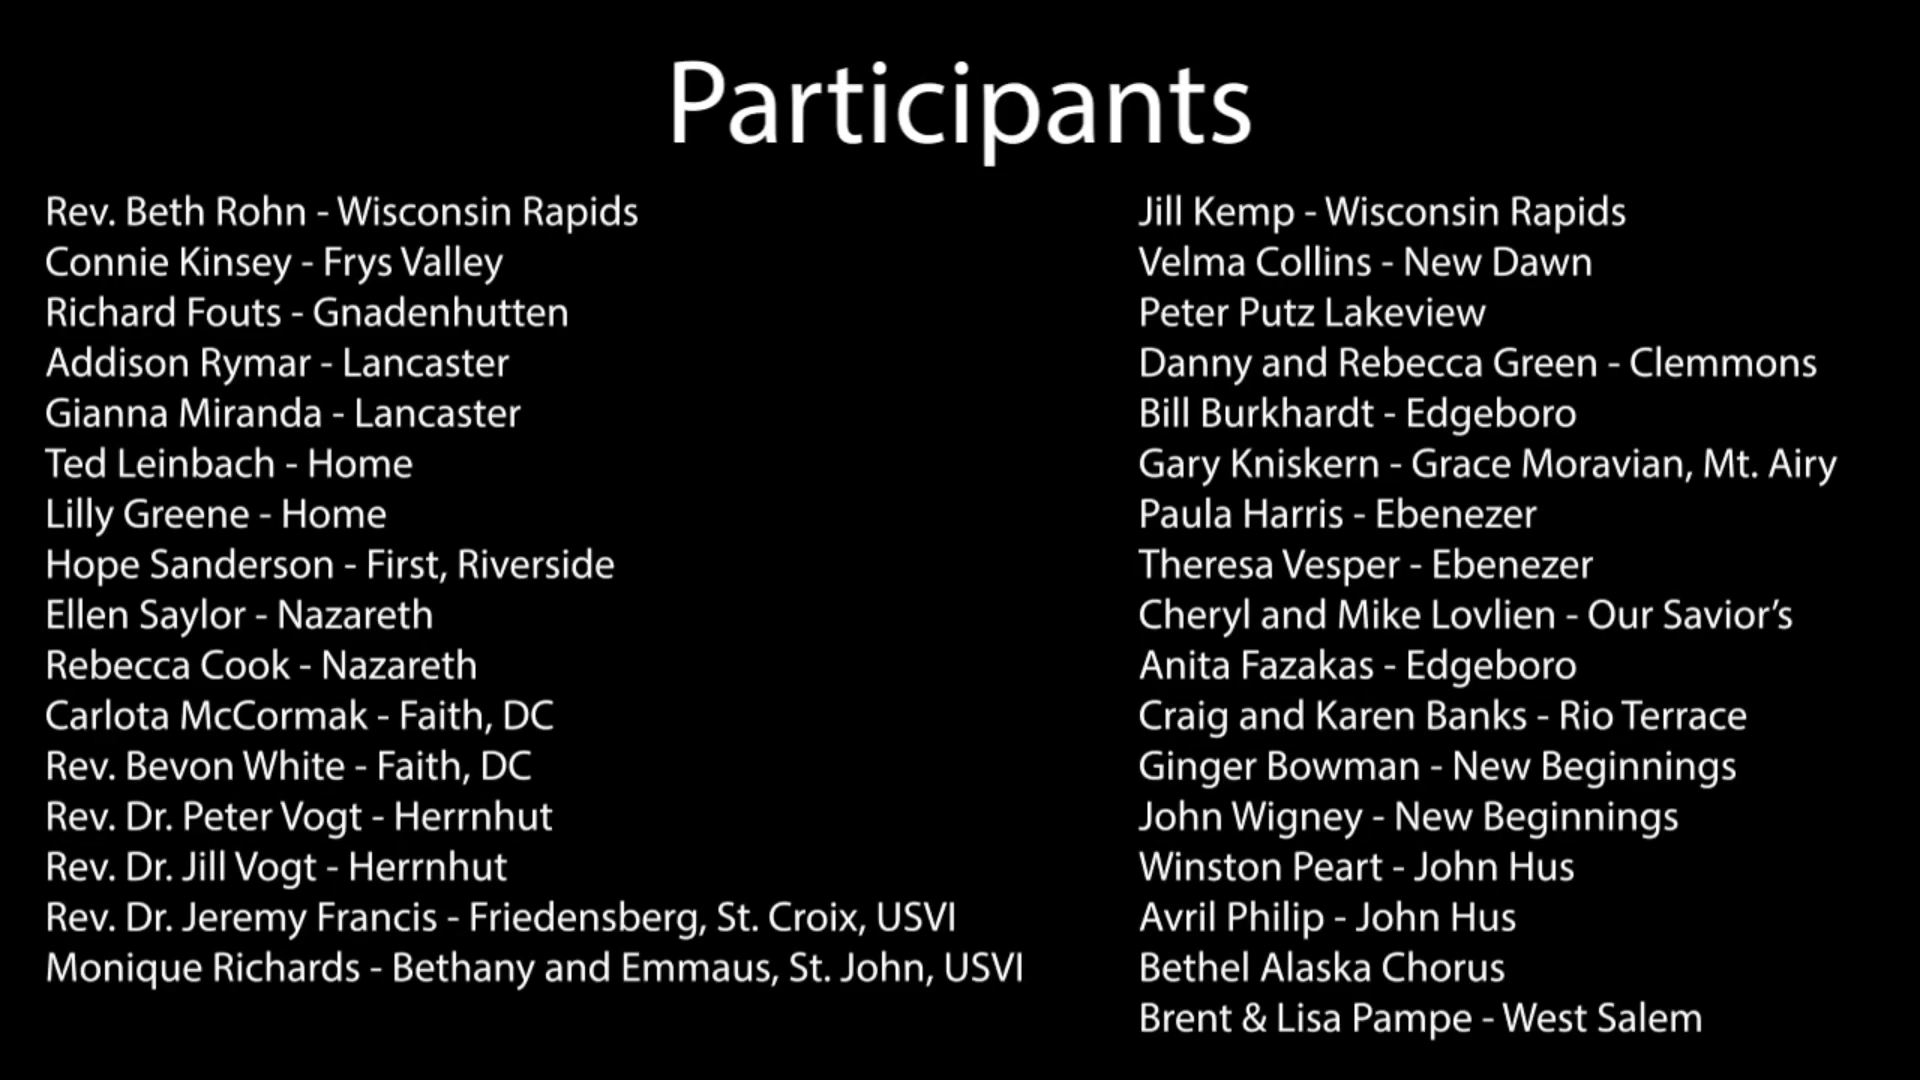 Participants
Rev. Beth Rohn - Wisconsin Rapids
Connie Kinsey - Frys Valley
Richard Fouts - Gnadenhutten
Addison Rymar - Lancaster
Gianna Miranda - Lancaster
Ted Leinbach - Home
Lilly Greene - Home
Hope Sanderson - First, Riverside
Ellen Saylor - Nazareth
Rebecca Cook - Nazareth
Carlota McCormak - Faith, DC
Rev. Bevon White - Faith, DC
Rev. Dr. Peter Vogt - Herrnhut
Rev. Dr. Jill Vogt - Herrnhut
Rev. Dr. Jeremy Francis - Friedensberg, St. Croix, USVI
Monique Richards - Bethany and Emmaus, St. John, USVI
Jill Kemp - Wisconsin Rapids
Velma Collins - New Dawn
Peter Putz Lakeview
Danny and Rebecca Green - Clemmons
Bill Burkhardt - Edgeboro
Gary Kniskern - Grace Moravian, Mt. Airy
Paula Harris - Ebenezer
Theresa Vesper - Ebenezer
Cheryl and Mike Lovlien - Our Savior’s
Anita Fazakas - Edgeboro
Craig and Karen Banks - Rio Terrace
Ginger Bowman - New Beginnings
John Wigney - New Beginnings
Winston Peart - John Hus
Avril Philip - John Hus
Bethel Alaska Chorus
Brent & Lisa Pampe - West Salem